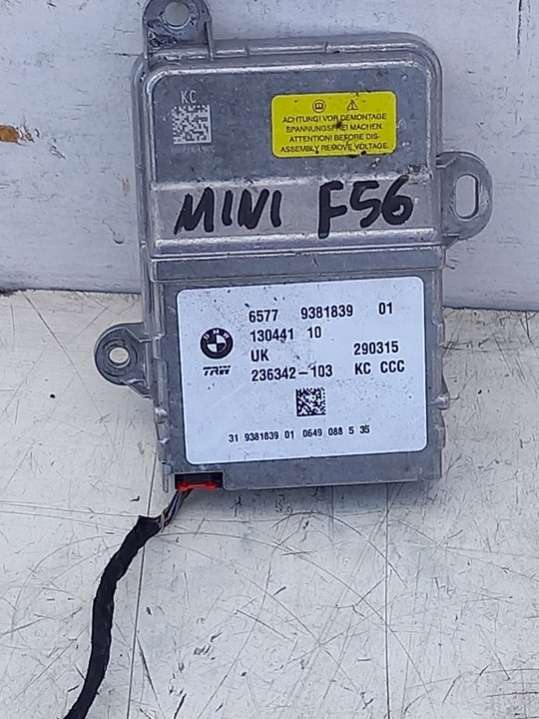 KC
ACHTUNG! VOR DEMONTAGE
SPANNUNGSFREI MACHEN.
ATTENTION! BEFORE DIS-
ASSEMBLY REMOVE VOLTAGE.
MINI F56
6577 9381839 01
BMW
130441 10
UK 290315
TRW 236342-103 KC CCC
31 9381839 01 0649 088 5 35